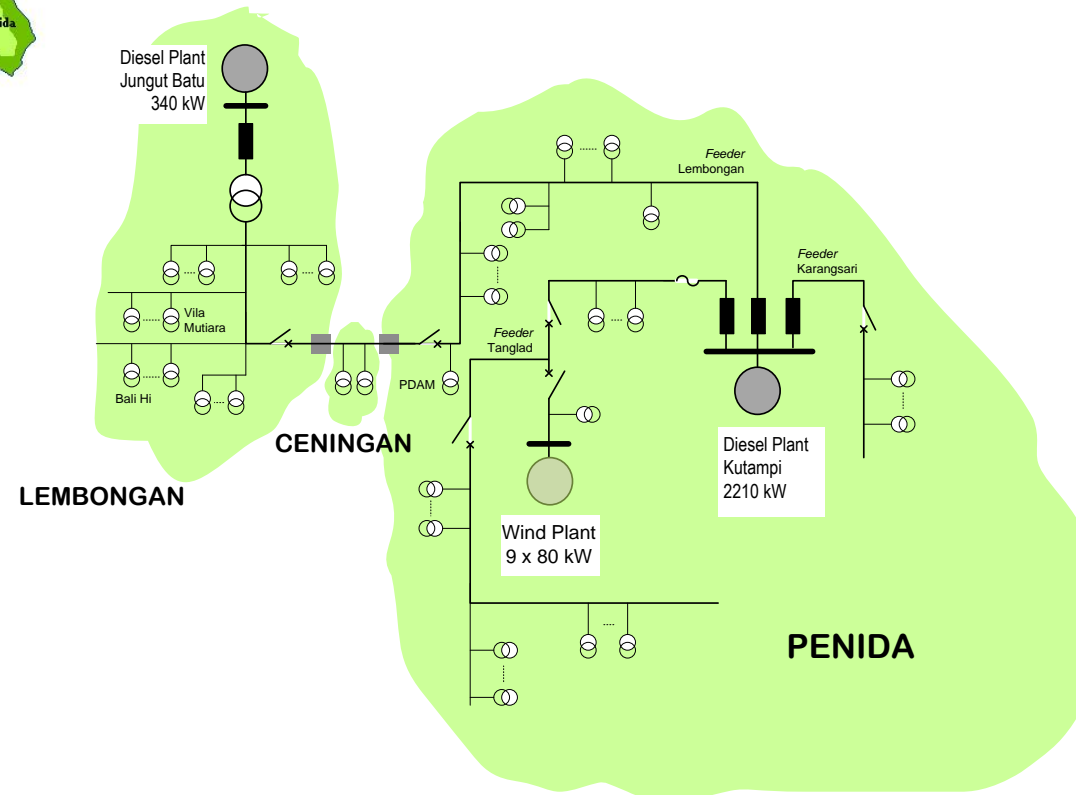 Diesel Plant
Jungut Batu
340 kW
Feeder
Lembongan
Feeder
Karangsari
Vila
Mutiara
Feeder
Tanglad
PDAM
Bali Hi
CENINGAN
LEMBONGAN
Diesel Plant
Kutampi
2210 kW
Wind Plant
9 x 80 kW
PENIDA